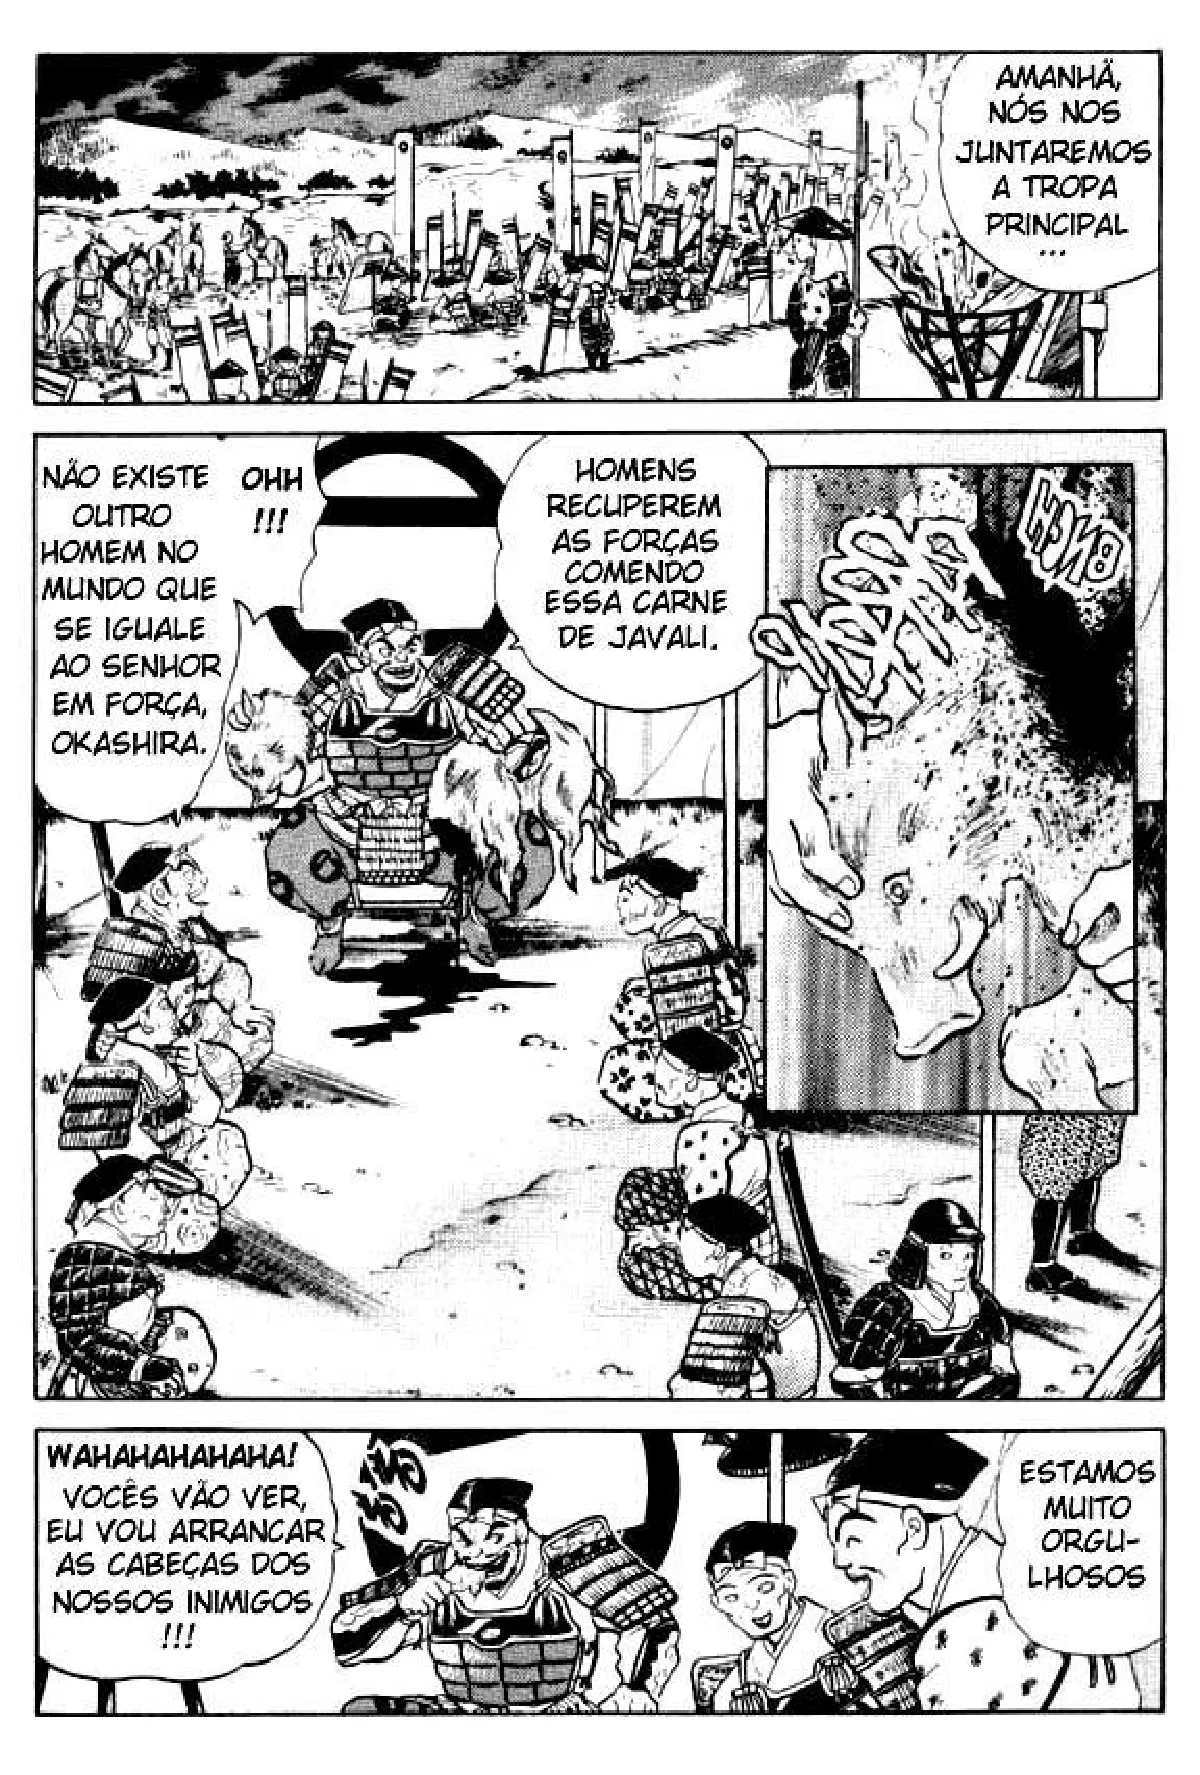 AMANHÃ,
NÓS NOS
JUNTAREMOS
A TROPA
PRINCIPAL
...
NÃO EXISTE
OUTRO
HOMEM NO
MUNDO QUE
SE IGUALE
AO SENHOR
EM FORÇA,
OKASHIRA.
OHH
!!!
HOMENS
RECUPEREM
AS FORÇAS
COMENDO
ESSA CARNE
DE JAVALI.
WAHAHAHAHAHA!
VOCÊS VÃO VER,
EU VOU ARRANCAR
AS CABEÇAS DOS
NOSSOS INIMIGOS
!!!
ESTAMOS
MUITO
ORGU-
LHOSOS